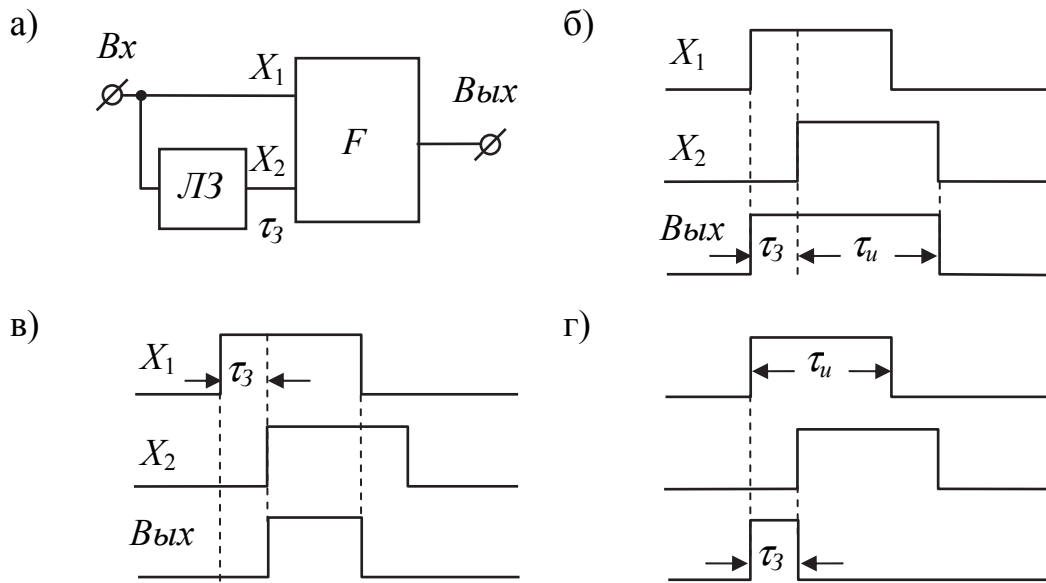 а)
Вх
X1
Вых
F
X2
ЛЗ
τЗ
б)
X1
X2
Вых
τЗ
τи
в)
X1
τЗ
X2
Вых
г)
τи
τЗ